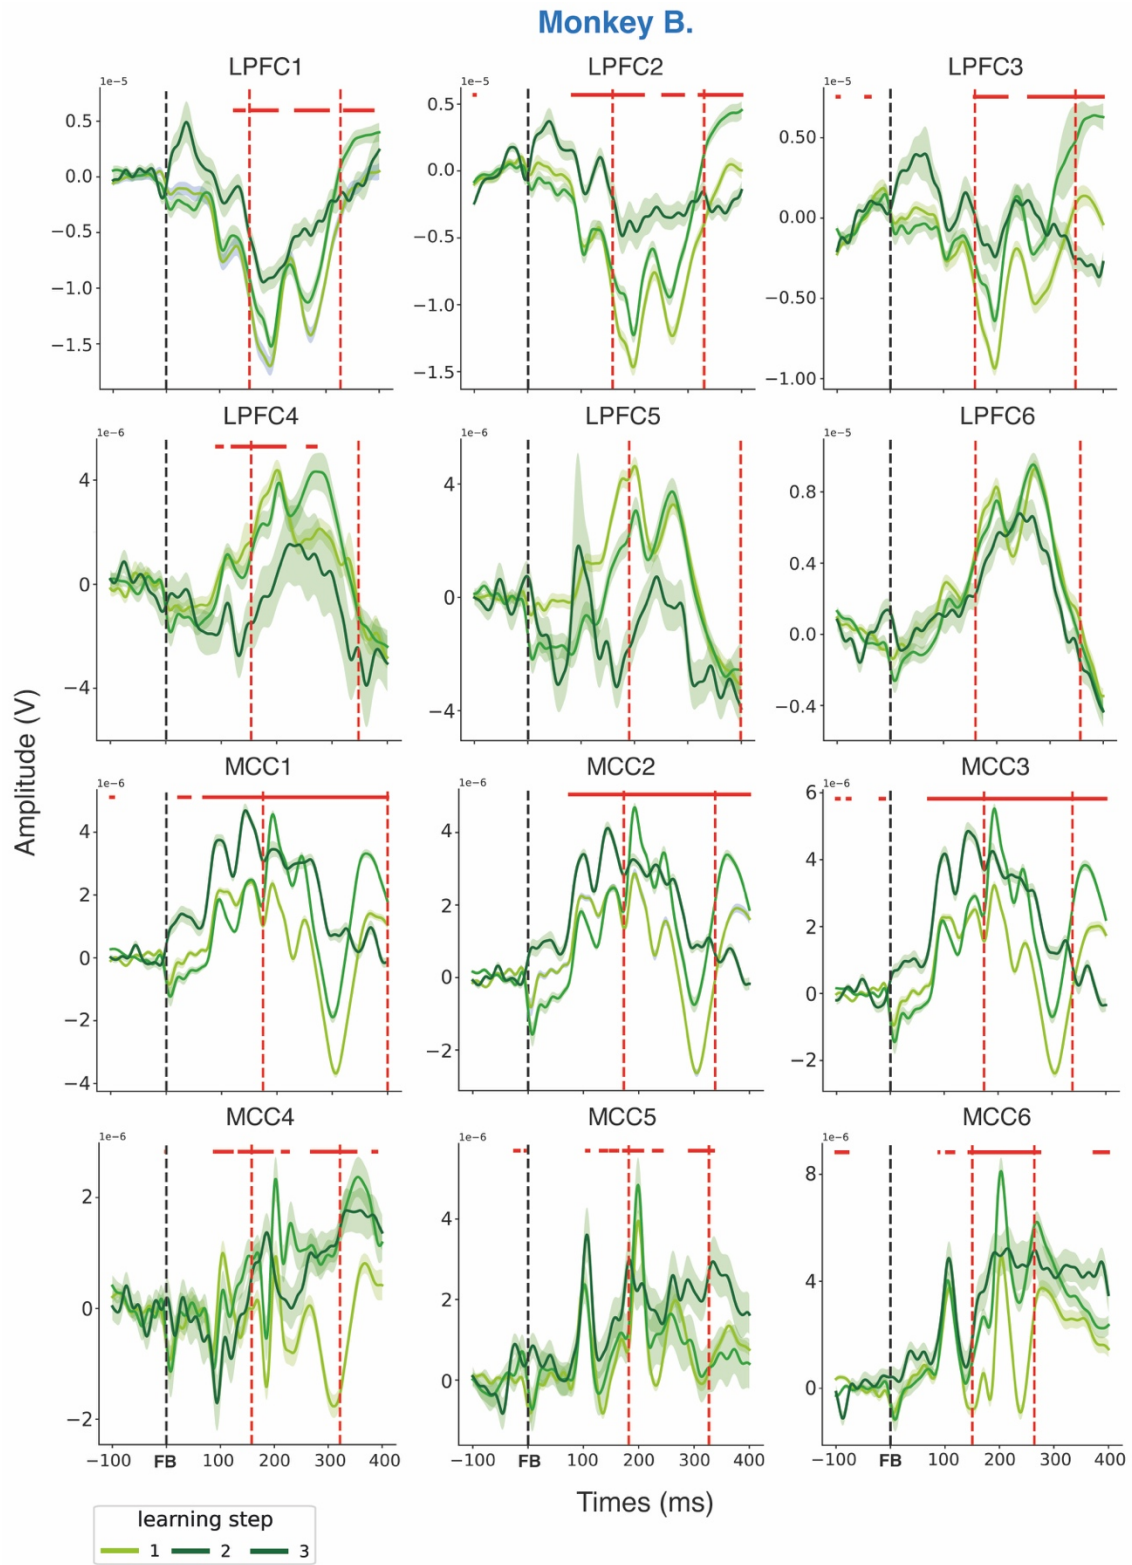 Monkey B.
LPFC1 LPFC2 LPFC3
1e−5 1e−5 1e−5
0.5 0.0 −0.5 −1.0 −1.5
0.5 0.0 −0.5 −1.0 −1.5
0.50 0.00 −0.50 −1.00
LPFC4 LPFC5 LPFC6
1e−6 1e−6 1e−5
4 0 −4
4 0 −4
0.8 0.4 0.0 −0.4
Amplitude (V)
MCC1 MCC2 MCC3
1e−6 1e−6 1e−6
4 2 0 −2 −4
4 2 0 −2
6 4 2 0 −2
MCC4 MCC5 MCC6
1e−6 1e−6 1e−6
2 0 −2
4 2 0
8 4 0
−100 FB 100 200 300 400
−100 FB 100 200 300 400
−100 FB 100 200 300 400
Times (ms)
learning step
1 2 3